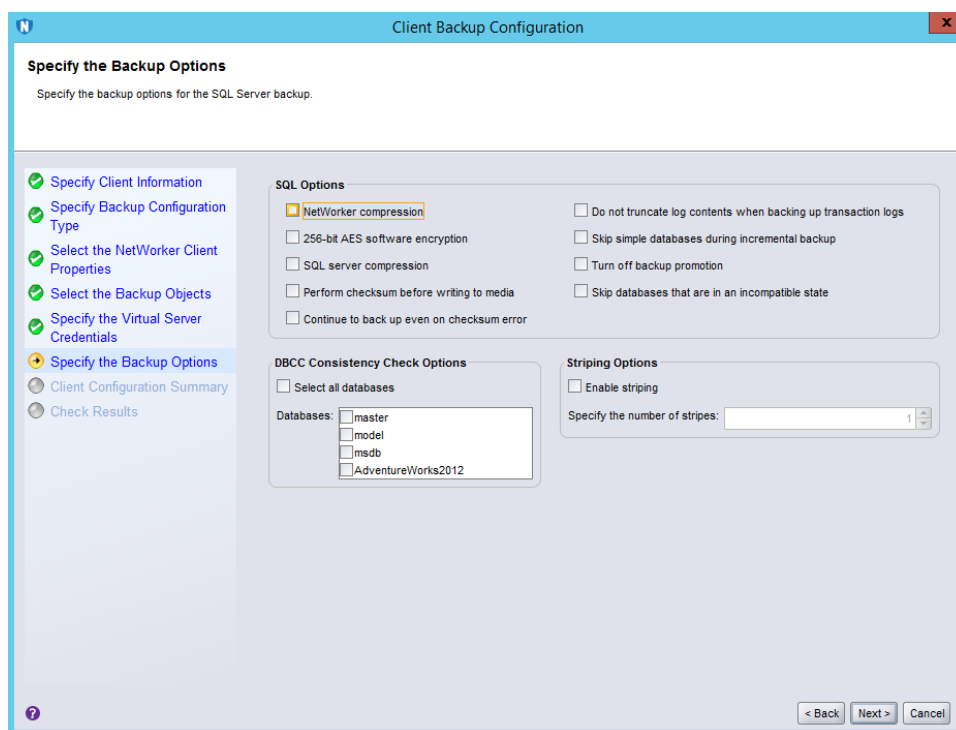 Client Backup Configuration
x
Specify the Backup Options
Specify the backup options for the SQL Server backup.
Specify Client Information
Specify Backup Configuration
Type
Select the NetWorker Client
Properties
Select the Backup Objects
Specify the Virtual Server
Credentials
Specify the Backup Options
Client Configuration Summary
Check Results
SQL Options
NetWorker compression
256-bit AES software encryption
SQL server compression
Perform checksum before writing to media
Continue to back up even on checksum error
Do not truncate log contents when backing up transaction logs
Skip simple databases during incremental backup
Turn off backup promotion
Skip databases that are in an incompatible state
DBCC Consistency Check Options
Select all databases
Databases:
master
model
msdb
AdventureWorks2012
Striping Options
Enable striping
Specify the number of stripes: 1
?
< Back Next > Cancel